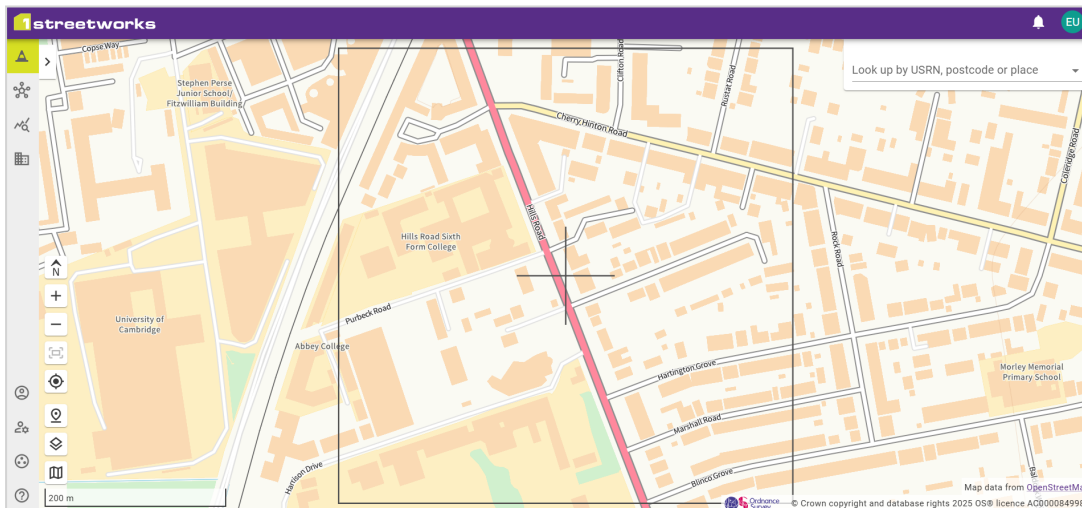 1streetworks
EU
Look up by USRN, postcode or place
Copse Way
Stephen Perse
Junior School/
Fitzwilliam Building
Clifton Road
Rustat Road
Cherry Hinton Road
Coleridge Road
Hills Road
Hills Road Sixth
Form College
Rock Road
N
Purbeck Road
University of
Cambridge
Abbey College
Hartington Grove
Morley Memorial
Primary School
Marshall Road
Harrison Drive
Blinco Grove
200 m
Map data from OpenStreetMa
Ordnance
Survey
© Crown copyright and database rights 2025 OS® licence AC000084998